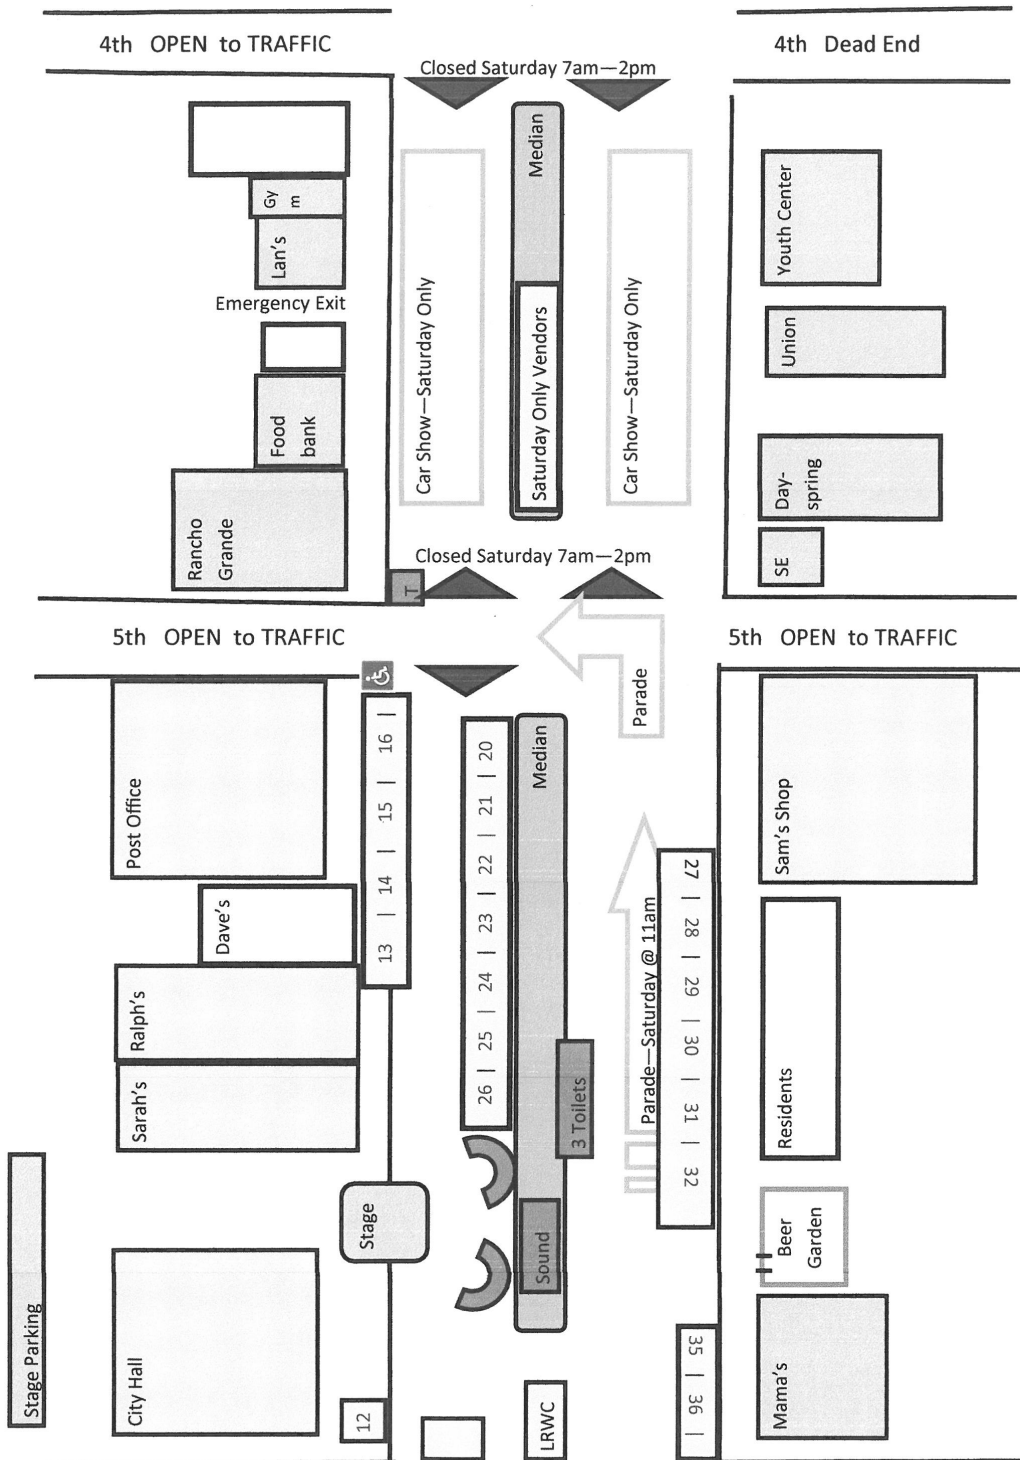 4th OPEN to TRAFFIC
4th Dead End
Closed Saturday 7am—2pm
Median
Gy
m
Lan's
Emergency Exit
Food
bank
Rancho
Grande
Car Show—Saturday Only
Saturday Only Vendors
Car Show—Saturday Only
Youth Center
Union
Day-
spring
SE
Closed Saturday 7am—2pm
T
5th OPEN to TRAFFIC
5th OPEN to TRAFFIC
Parade
Post Office
Dave's
Ralph's
Sarah's
13 | 14 | 15 | 16 |
26 | 25 | 24 | 23 | 22 | 21 | 20
Median
3 Toilets
Parade—Saturday @ 11am
27 | 28 | 29 | 30 | 31 | 32
Sam's Shop
Residents
Beer
Garden
Stage
Sound
Stage Parking
City Hall
12
LRWC
35 | 36 |
Mama's